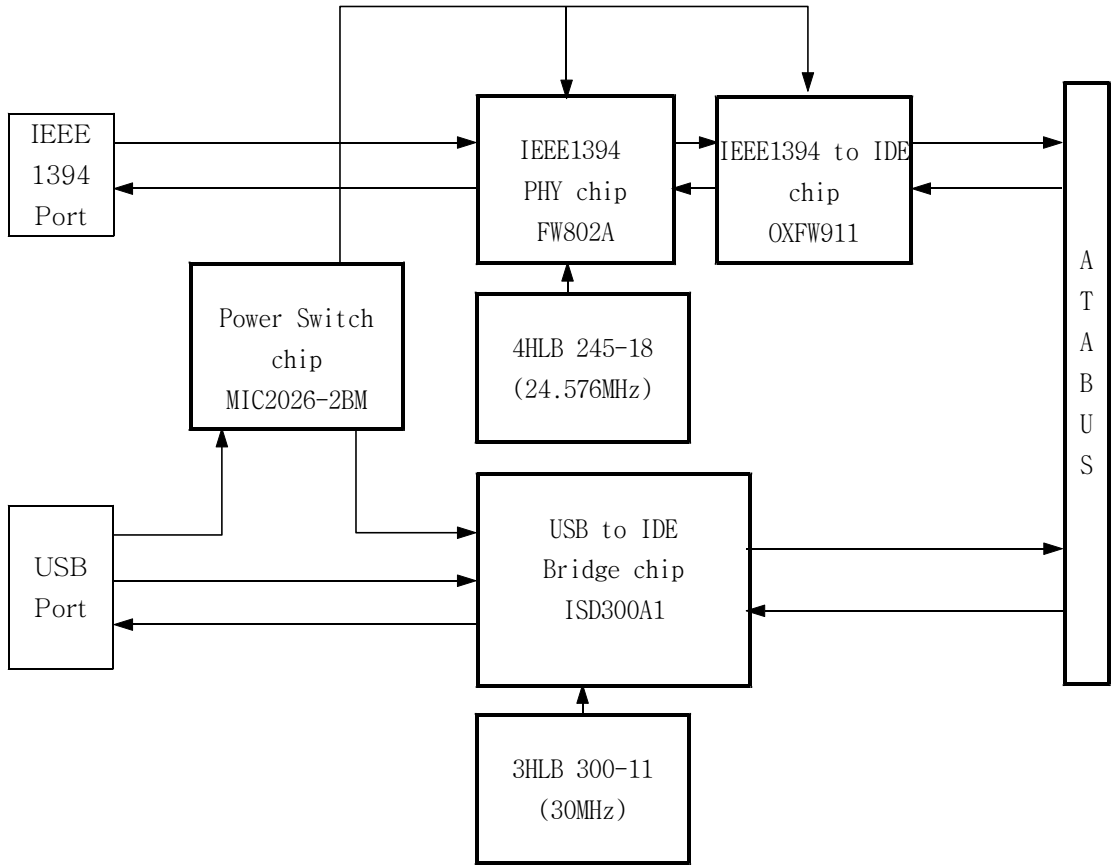 IEEE
1394
Port
IEEE1394
PHY chip
FW802A
IEEE1394 to IDE
chip
OXFW911
Power Switch
chip
MIC2026-2BM
4HLB 245-18
(24.576MHz)
A
T
A
B
U
S
USB
Port
USB to IDE
Bridge chip
ISD300A1
3HLB 300-11
(30MHz)